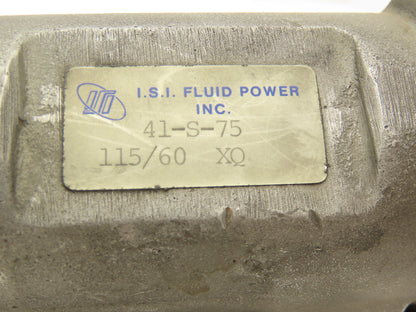 I.S.I. FLUID POWER
INC.
41-S-75
115/60 XQ